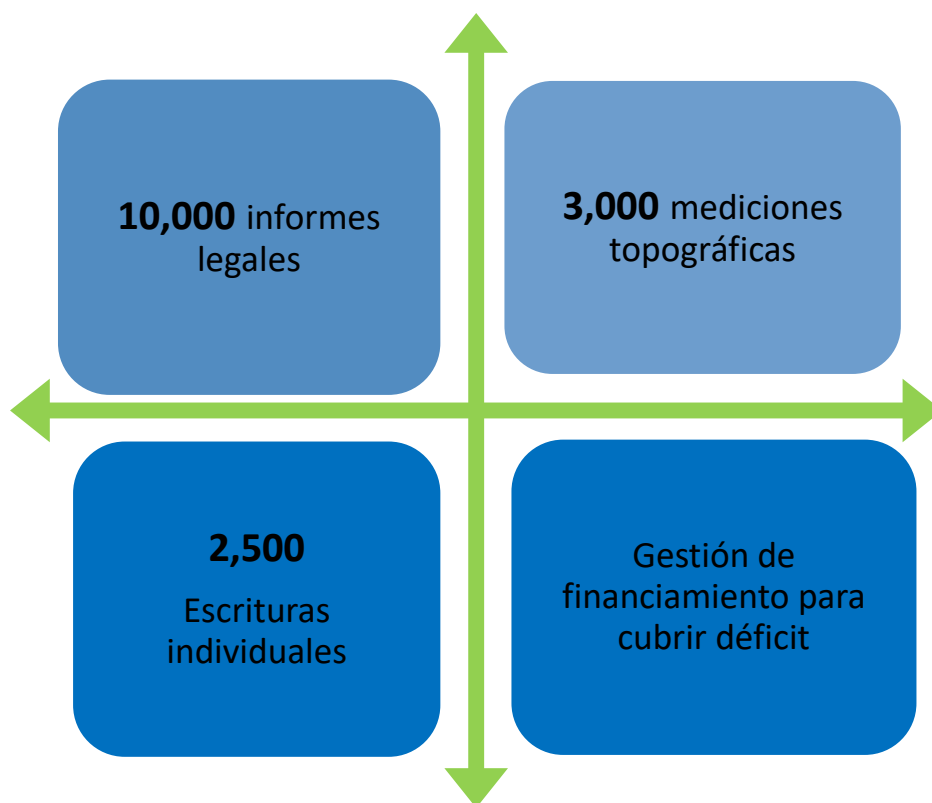 10,000 informes
legales
3,000 mediciones
topográficas
2,500
Escrituras
individuales
Gestión de
financiamiento para
cubrir déficit